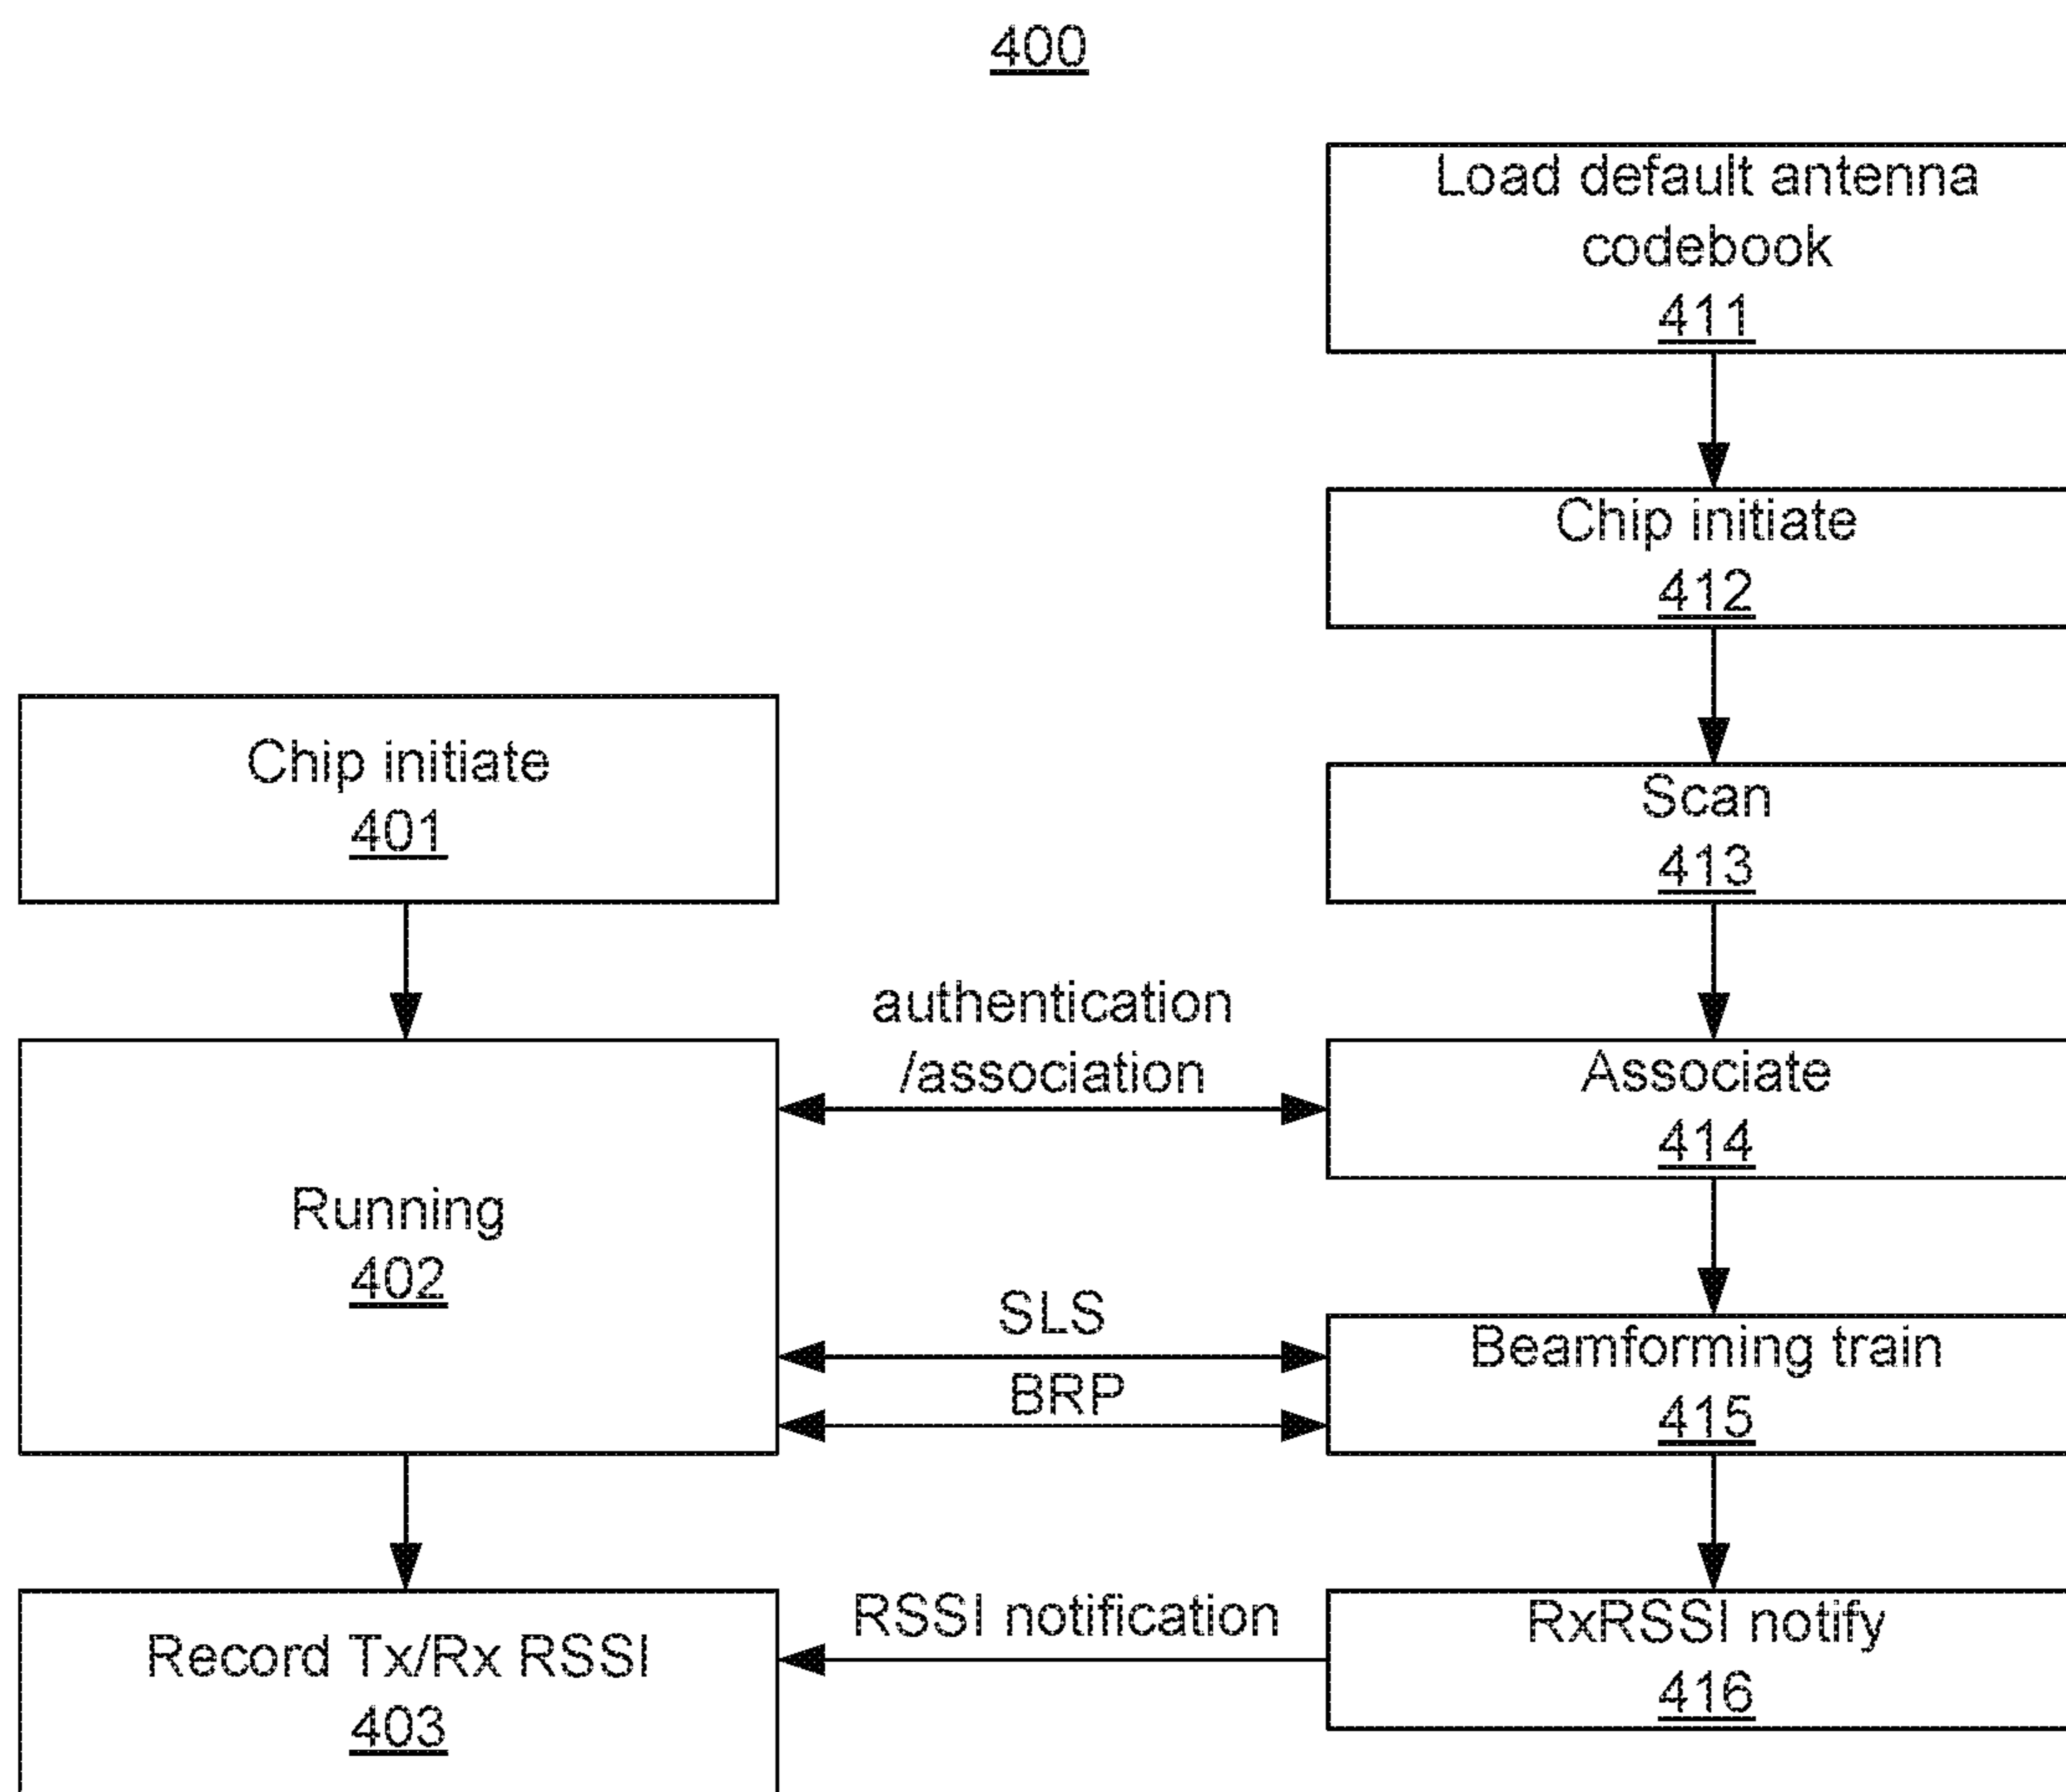 400
Load default antenna
codebook
411
Chip initiate
412
Chip initiate
401
Scan
413
authentication
/association
Associate
414
Running
402
SLS
BRP
Beamforming train
415
Record Tx/Rx RSSI
403
RSSI notification
RxRSSI notify
416